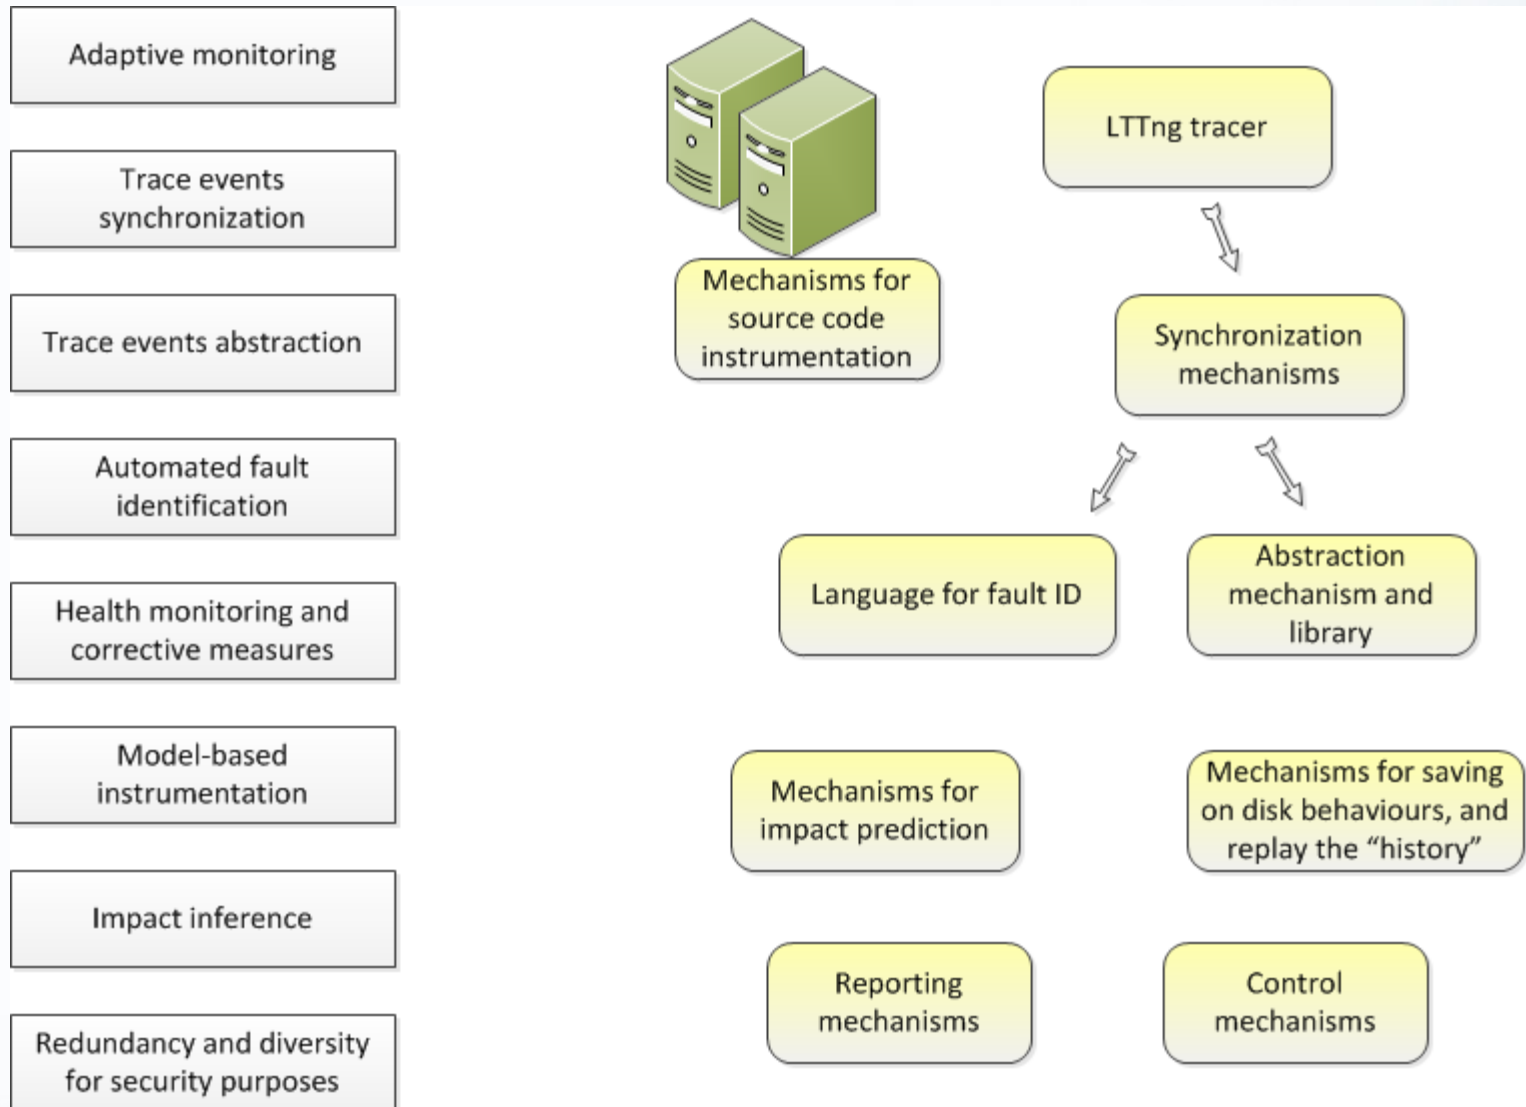 Adaptive monitoring
Trace events
synchronization
Trace events abstraction
Automated fault
identification
Health monitoring and
corrective measures
Model-based
instrumentation
Impact inference
Redundancy and diversity
for security purposes
Mechanisms for
source code
instrumentation
LTTng tracer
Synchronization
mechanisms
Language for fault ID
Abstraction
mechanism and
library
Mechanisms for
impact prediction
Mechanisms for saving
on disk behaviours, and
replay the “history”
Reporting
mechanisms
Control
mechanisms